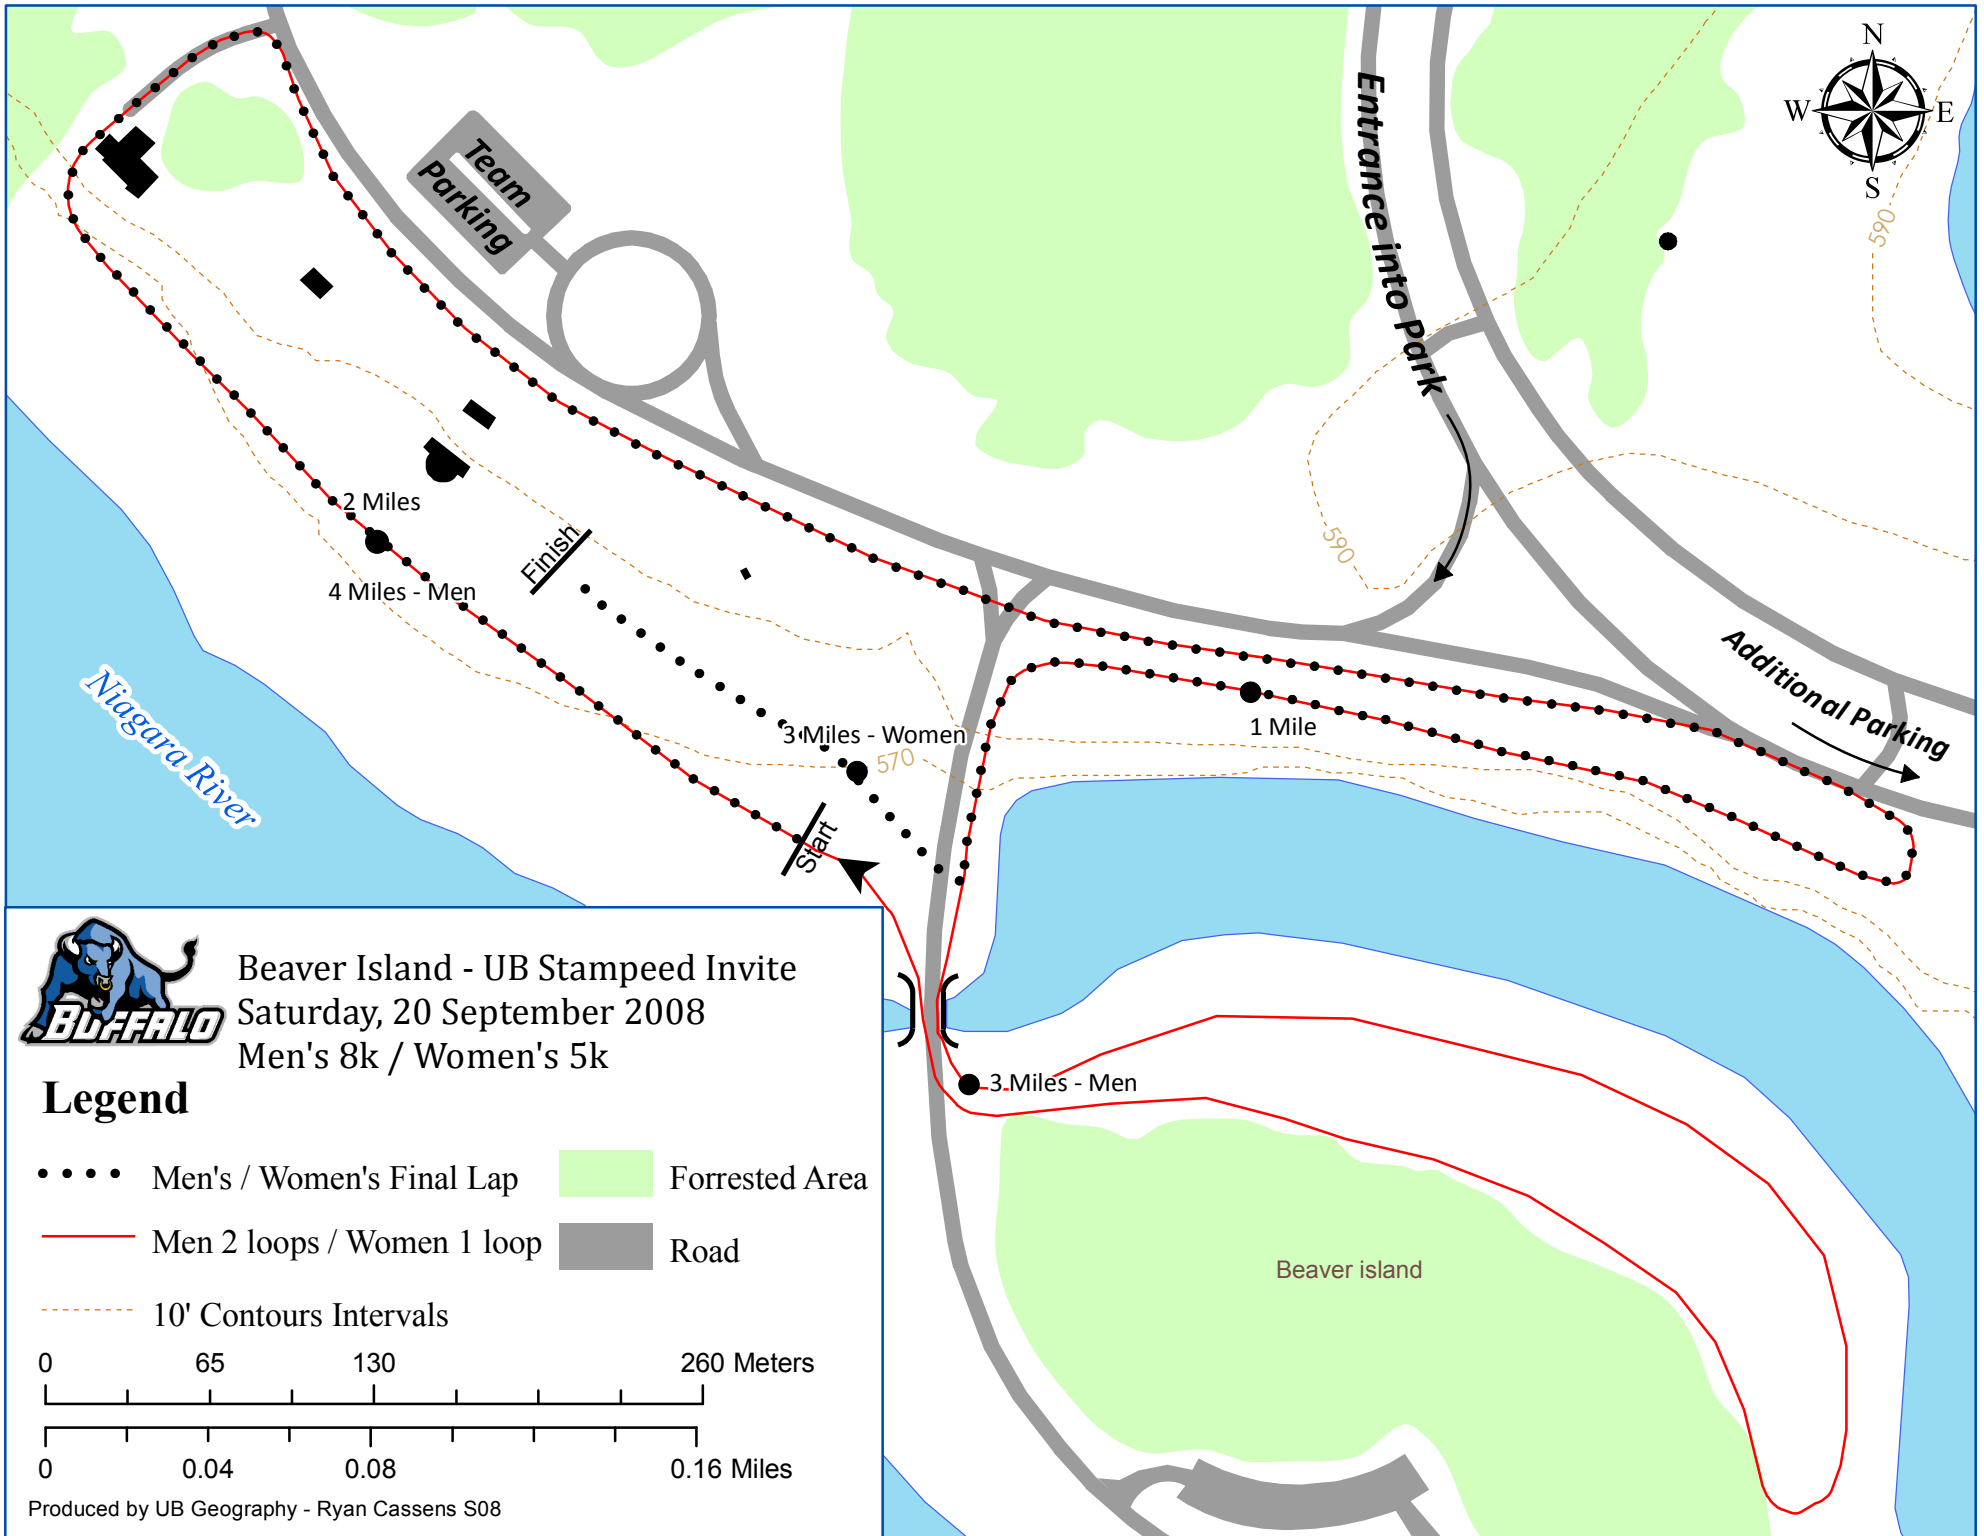 N
W
E
S
Team
Parking
Entrance into Park
590
590
2 Miles
Finish
4 Miles - Men
Additional Parking
1 Mile
3 Miles - Women
570
Niagara River
Start
3 Miles - Men
Beaver island
BUFFALO
Beaver Island - UB Stampeed Invite
Saturday, 20 September 2008
Men's 8k / Women's 5k
Legend
Men's / Women's Final Lap
Forrested Area
Men 2 loops / Women 1 loop
Road
10' Contours Intervals
0 65 130 260 Meters
0 0.04 0.08 0.16 Miles
Produced by UB Geography - Ryan Cassens S08